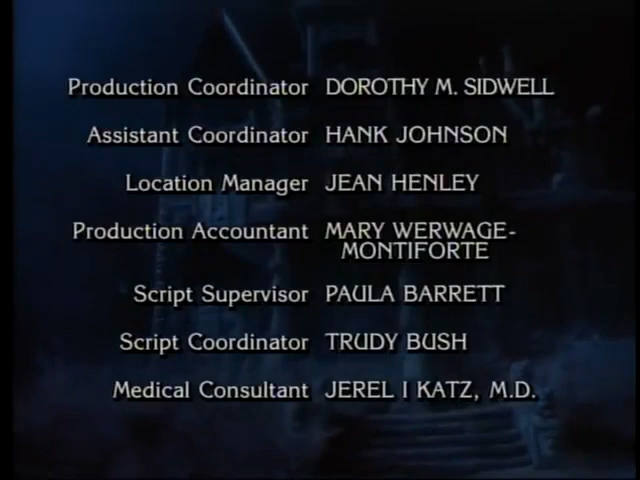 Production Coordinator DOROTHY M. SIDWELL
Assistant Coordinator HANK JOHNSON
Location Manager JEAN HENLEY
Production Accountant MARY WERWAGE-
MONTIFORTE
Script Supervisor PAULA BARRETT
Script Coordinator TRUDY BUSH
Medical Consultant JEREL I KATZ, M.D.